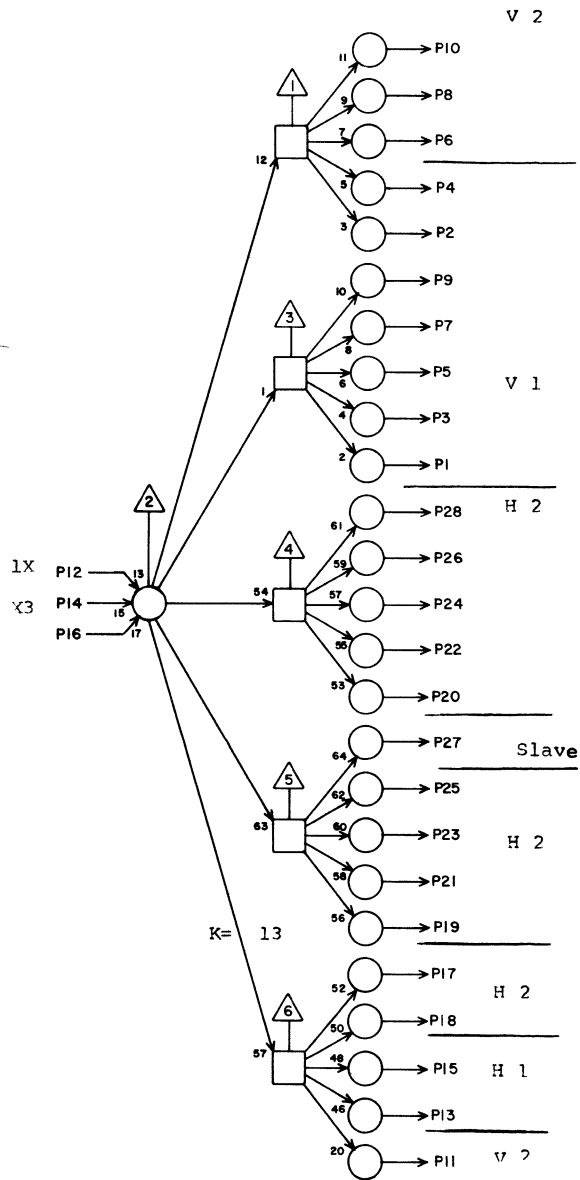 V 2
11 P10
1
9 P8
7 P6
12
5 P4
3 P2
10 P9
3
8 P7
6 P5
V 1
1
4 P3
2 P1
H 2
61 P28
2
4
59 P26
1X P12 13
54
57 P24
X3 P14 15
P16 17
55 P22
53 P20
64 P27
Slave
5
62 P25
63
60 P23
H 2
58 P21
56 P19
K= 13
52 P17
H 2
6
50 P18
57
48 P15
H 1
46 P13
20 P11
V 2